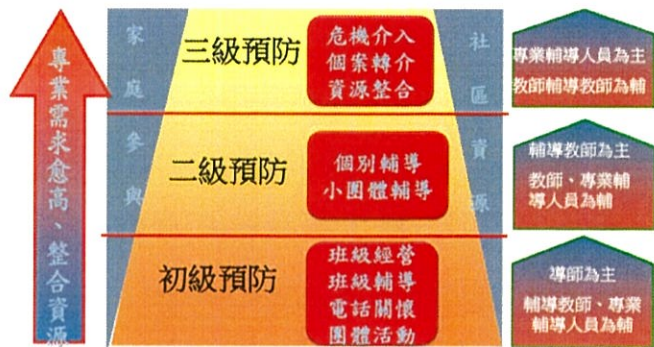 專業需求愈高、整合資源
家庭參與
社區資源
三級預防
危機介入
個案轉介
資源整合
專業輔導人員為主
教師輔導教師為輔
二級預防
個別輔導
小團體輔導
輔導教師為主
教師、專業輔
導人員為輔
初級預防
班級經營
班級輔導
電話關懷
團體活動
導師為主
輔導教師、專業
輔導人員為輔